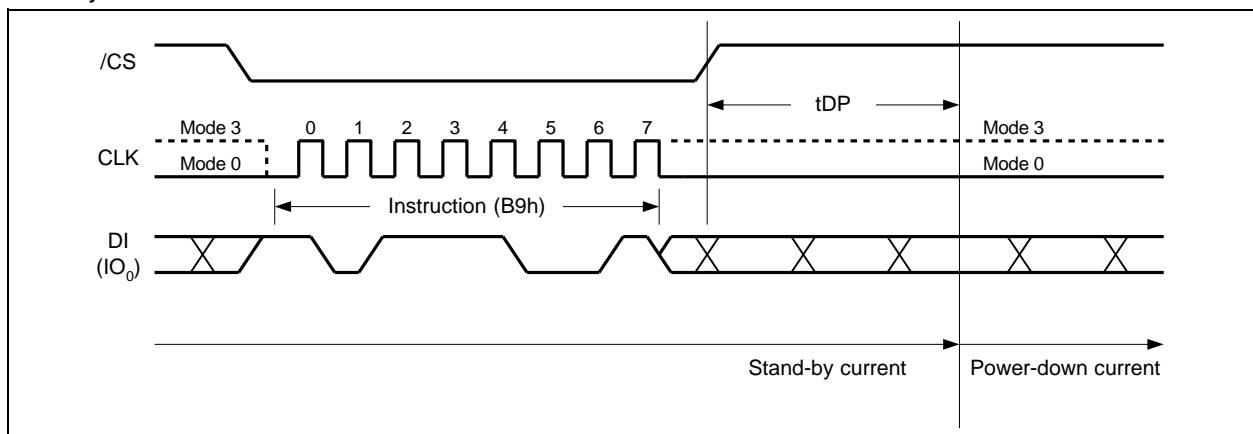 /CS
tDP
Mode 3 0 1 2 3 4 5 6 7 Mode 3
CLK
Mode 0 Mode 0
Instruction (B9h)
DI
(IO₀)
Stand-by current Power-down current